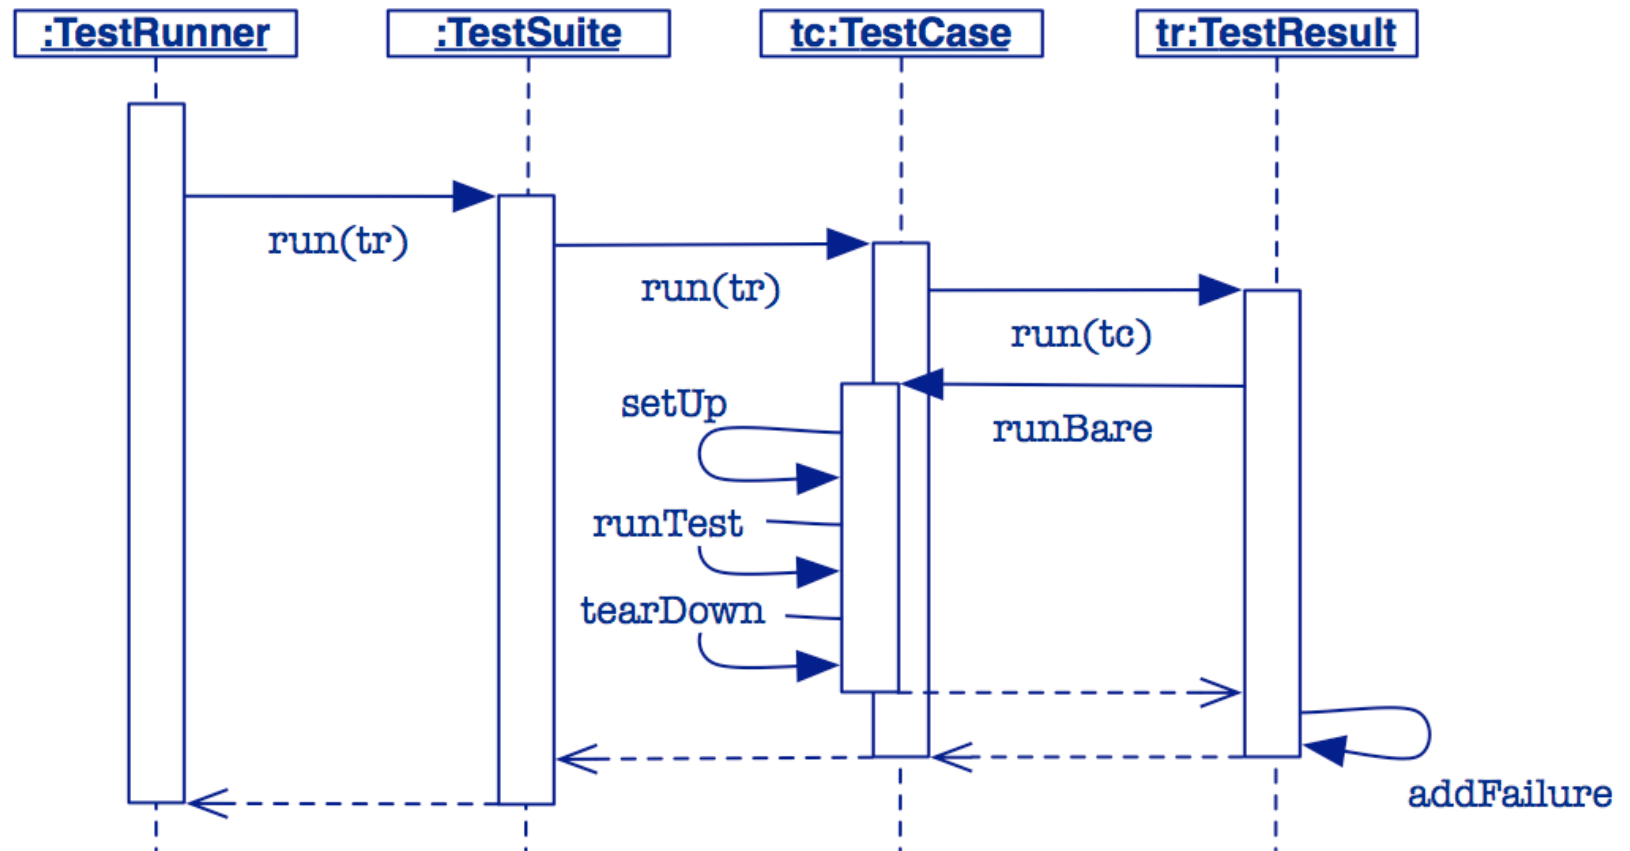 :TestRunner
:TestSuite
tc:TestCase
tr:TestResult
run(tr)
run(tr)
run(tc)
setUp
runBare
runTest
tearDown
addFailure